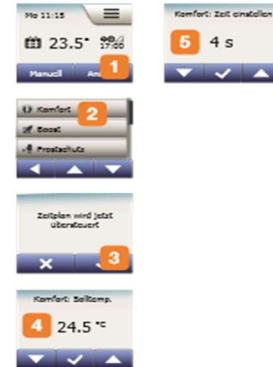 Mo 11:15
23.5°
17:00
Manuell
1
Komfort
2
Boost
Frostschutz
Zeitplan wird jetzt
übersteuert
3
Komfort: Solltemp.
4 24.5 °C
Komfort: Zeit einstellen
5 4 s